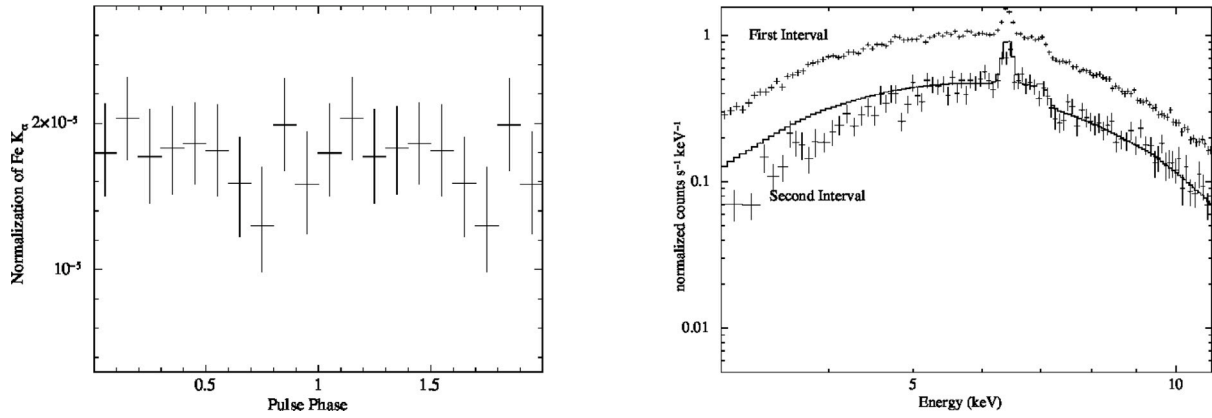 Normalization of Fe Kα
2×10⁻⁵
10⁻⁵
0.5
1
1.5
Pulse Phase
normalized counts s⁻¹ keV⁻¹
1
0.1
0.01
First Interval
Second Interval
5
10
Energy (keV)